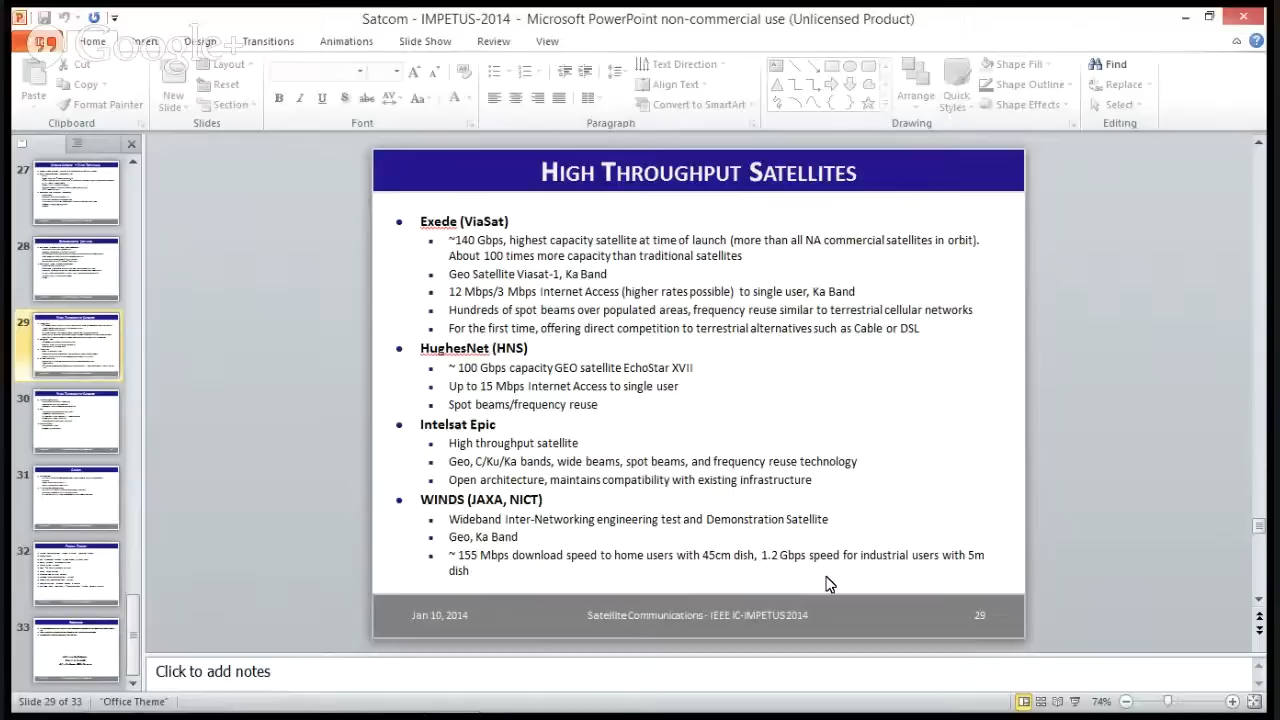 Satcom - IMPETUS-2014 - Microsoft PowerPoint non-commercial use (Unlicensed Product)
Google+
Home Insert Design Transitions Animations Slide Show Review View
Paste
Cut
Copy
Format Painter
Clipboard
New
Slide
Layout
Reset
Section
Slides
Font
Text Direction
Align Text
Convert to SmartArt
Paragraph
Arrange
Quick
Styles
Shape Fill
Shape Outline
Shape Effects
Drawing
Find
Replace
Select
Editing
27
28
29
30
31
32
33
HIGH THROUGHPUT SATELLITES
Exede (ViaSat)
~140 Gbps, highest capacity satellite at time of launch (more than all NA commercial satellites in orbit).
About 100 times more capacity than traditional satellites
Geo Satellite Viasat-1, Ka Band
12 Mbps/3 Mbps Internet Access (higher rates possible) to single user, Ka Band
Hundred of spot beams over populated areas, frequency reuse similar to terrestrial cellular networks
For the first time, offering direct competition to terrestrial alternatives such as Cable or DSL
HughesNet (HNS)
~ 100 Gbps capacity GEO satellite EchoStar XVII
Up to 15 Mbps Internet Access to single user
Spot beams/frequency reuse
Intelsat Epic
High throughput satellite
Geo, C/Ku/Ka bands, wide beams, spot beams, and frequency reuse technology
Open architecture, maintains compatibility with existing infrastructure
WINDS (JAXA, NICT)
Wideband Inter-Networking engineering test and Demonstration Satellite
Geo, Ka Band
~ 155 Mbps download speed to home users with 45cm dish, 1.2 Gbps speed for industrial users with 5m
dish
Jan 10, 2014 Satellite Communications - IEEE IC-IMPETUS 2014 29
Click to add notes
Slide 29 of 33 "Office Theme" 74%